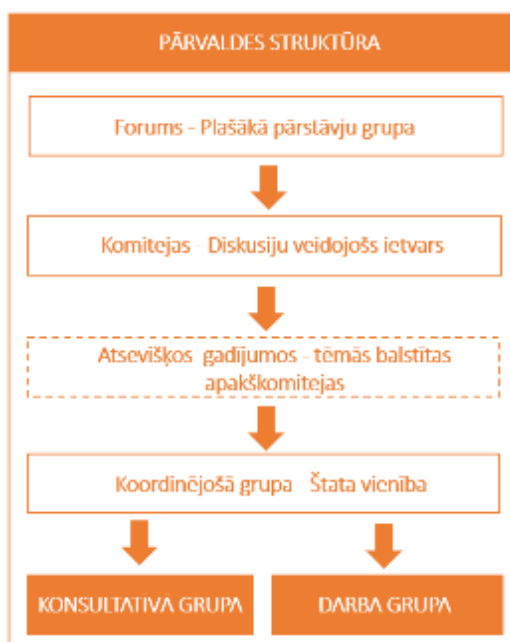 PĀRVALDES STRUKTŪRA
Forums - Plašākā pārstāvju grupa
Komitejas - Diskusiju veidojošs ietvars
Atsevišķos gadījumos - tēmās balstītas
apakškomitejas
Koordinējošā grupa - Štata vienība
KONSULTATĪVA GRUPA
DARBA GRUPA